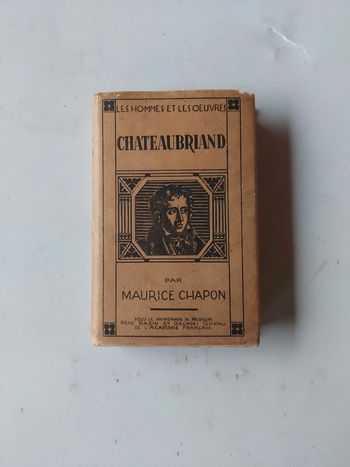 LES HOMMES ET LES ŒUVRES
CHATEAUBRIAND
PAR
MAURICE CHAPON
SOUS LE PATRONAGE DE MESSIEURS
RENÉ BAZIN ET GEORGES GOYAU
DE L'ACADÉMIE FRANÇAISE